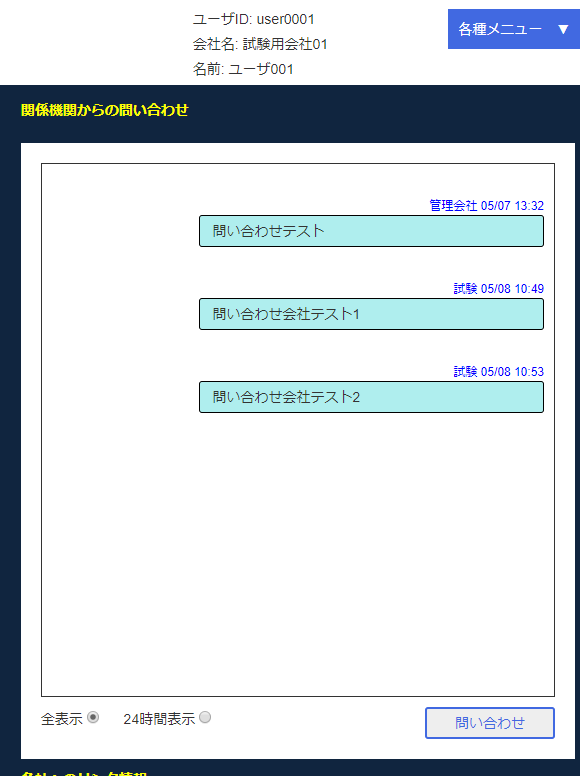 ユーザID: user0001
会社名: 試験用会社01
名前: ユーザ001
各種メニュー ▼
関係機関からの問い合わせ
管理会社 05/07 13:32
問い合わせテスト
試験 05/08 10:49
問い合わせ会社テスト1
試験 05/08 10:53
問い合わせ会社テスト2
全表示 24時間表示
問い合わせ